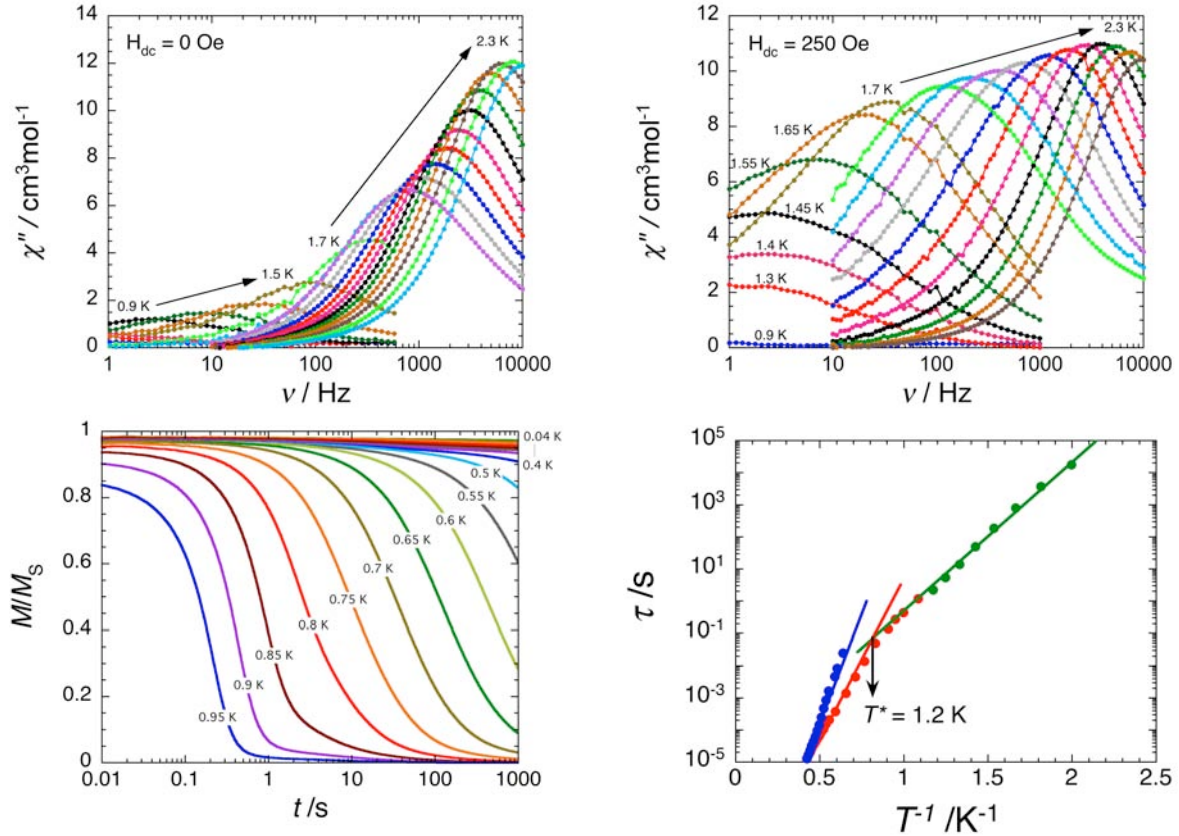 H_dc = 0 Oe
2.3 K
1.7 K
1.5 K
0.9 K
14
12
10
8
6
4
2
0
χ″ / cm³mol⁻¹
1
10
100
1000
10000
ν / Hz
H_dc = 250 Oe
2.3 K
1.7 K
1.65 K
1.55 K
1.45 K
1.4 K
1.3 K
0.9 K
12
10
8
6
4
2
0
χ″ / cm³mol⁻¹
1
10
100
1000
10000
ν / Hz
1
0.8
0.6
0.4
0.2
0
M/M_S
0.04 K
0.4 K
0.5 K
0.55 K
0.6 K
0.65 K
0.7 K
0.75 K
0.8 K
0.85 K
0.9 K
0.95 K
0.01
0.1
1
10
100
1000
t /s
10⁵
10³
10¹
10⁻¹
10⁻³
10⁻⁵
τ /s
T* = 1.2 K
0
0.5
1
1.5
2
2.5
T⁻¹ /K⁻¹